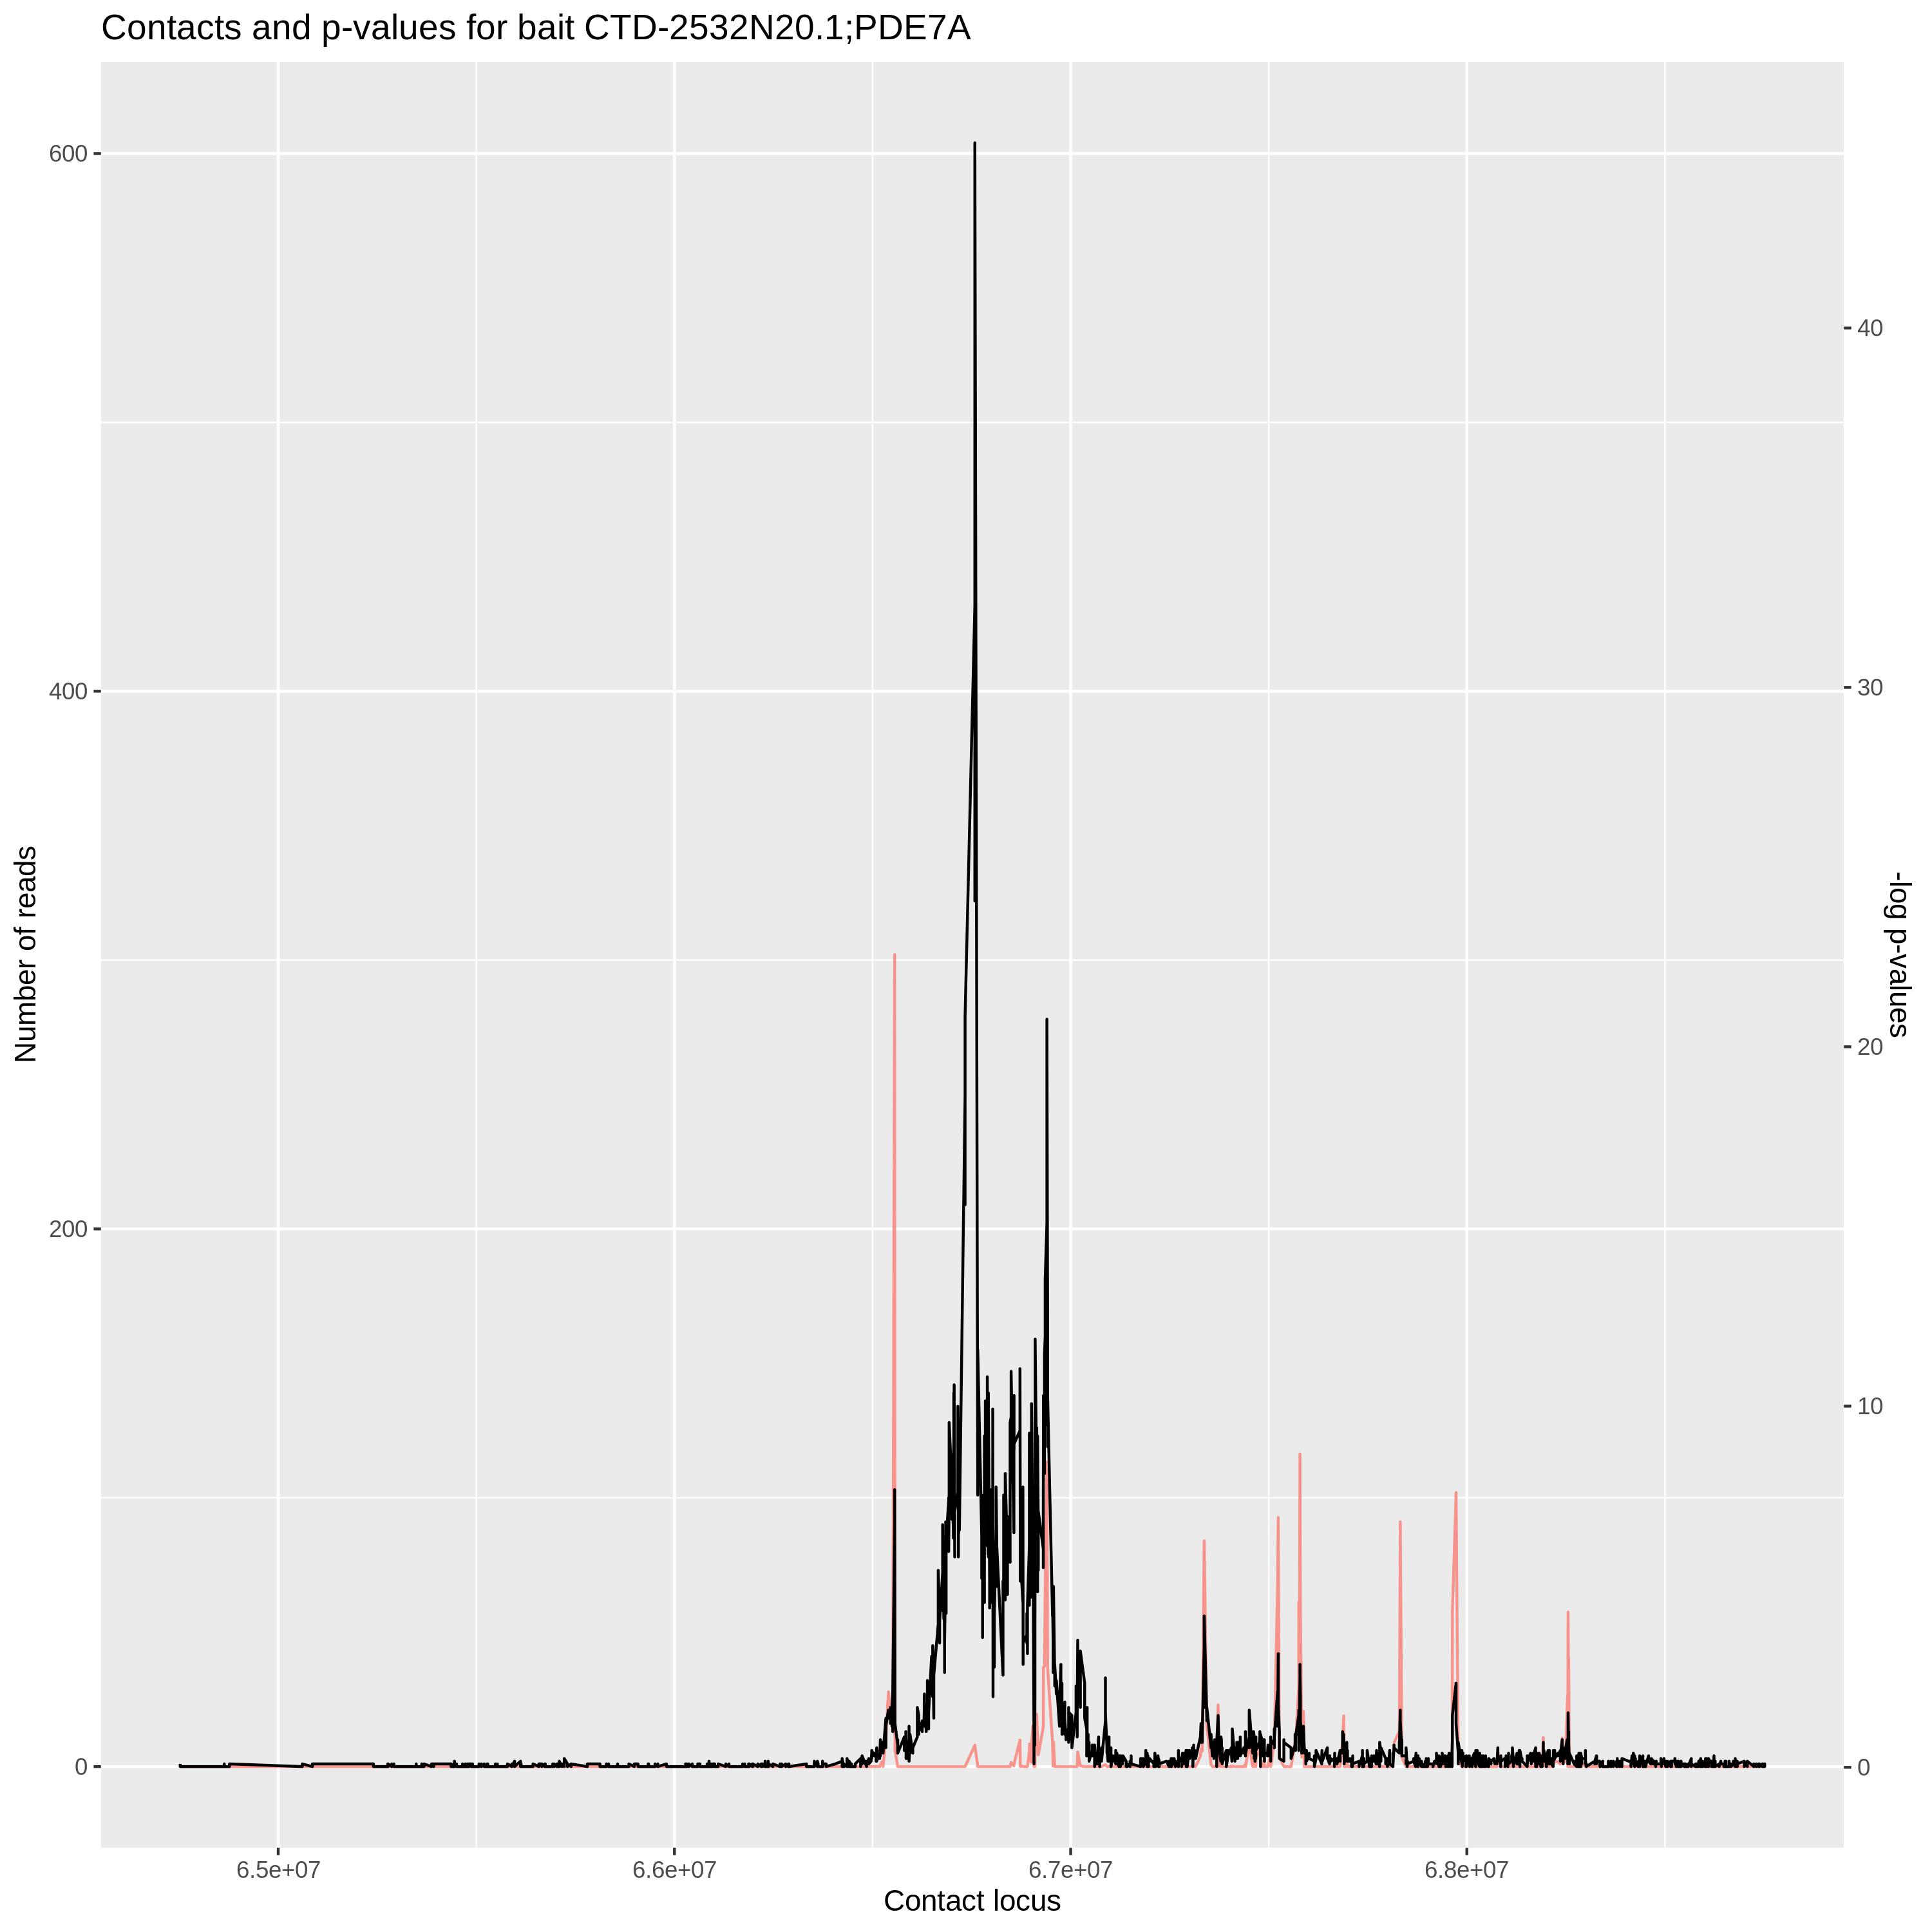 Contacts and p-values for bait CTD-2532N20.1;PDE7A
600
400
200
0
Number of reads
40
30
20
10
0
-log p-values
6.5e+07
6.6e+07
6.7e+07
6.8e+07
Contact locus